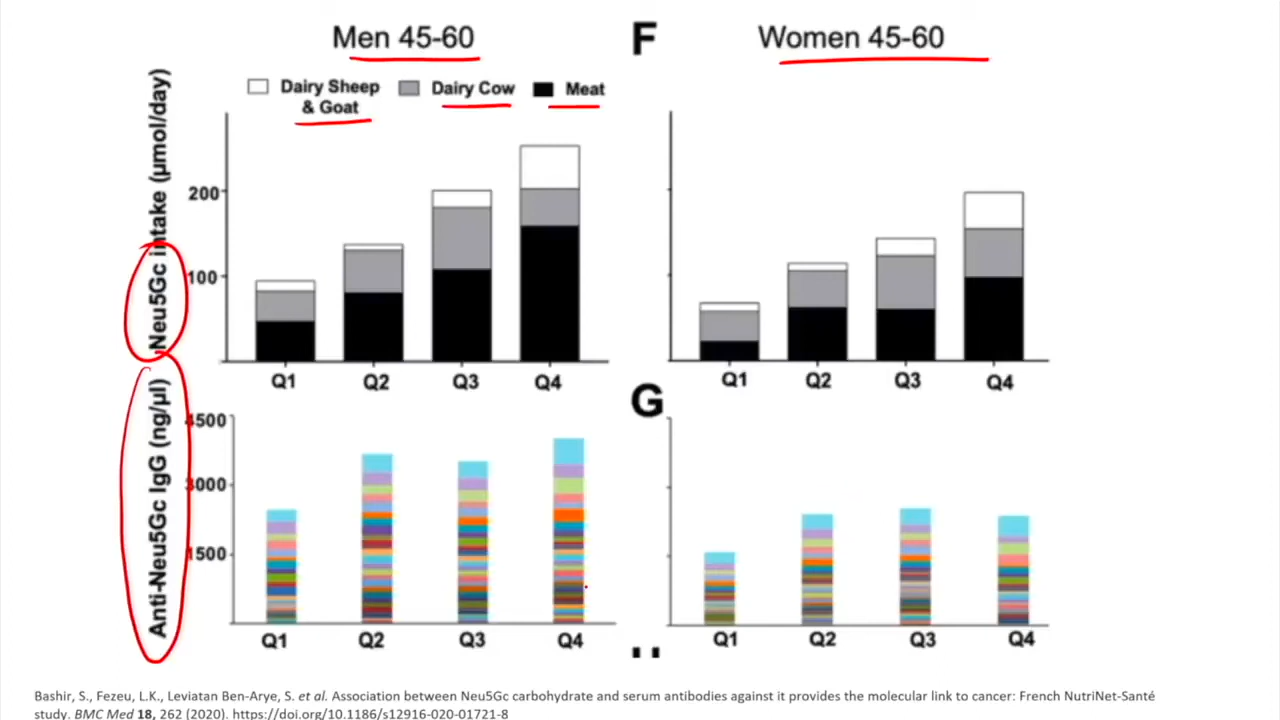 Men 45-60
F
Women 45-60
Dairy Sheep
& Goat
Dairy Cow
Meat
Neu5Gc intake (µmol/day)
200
100
Q1
Q2
Q3
Q4
Q1
Q2
Q3
Q4
G
Anti-Neu5Gc IgG (ng/µl)
4500
3000
1500
Q1
Q2
Q3
Q4
Q1
Q2
Q3
Q4
Bashir, S., Fezeu, L.K., Leviatan Ben-Arye, S. et al. Association between Neu5Gc carbohydrate and serum antibodies against it provides the molecular link to cancer: French NutriNet-Santé
study. BMC Med 18, 262 (2020). https://doi.org/10.1186/s12916-020-01721-8